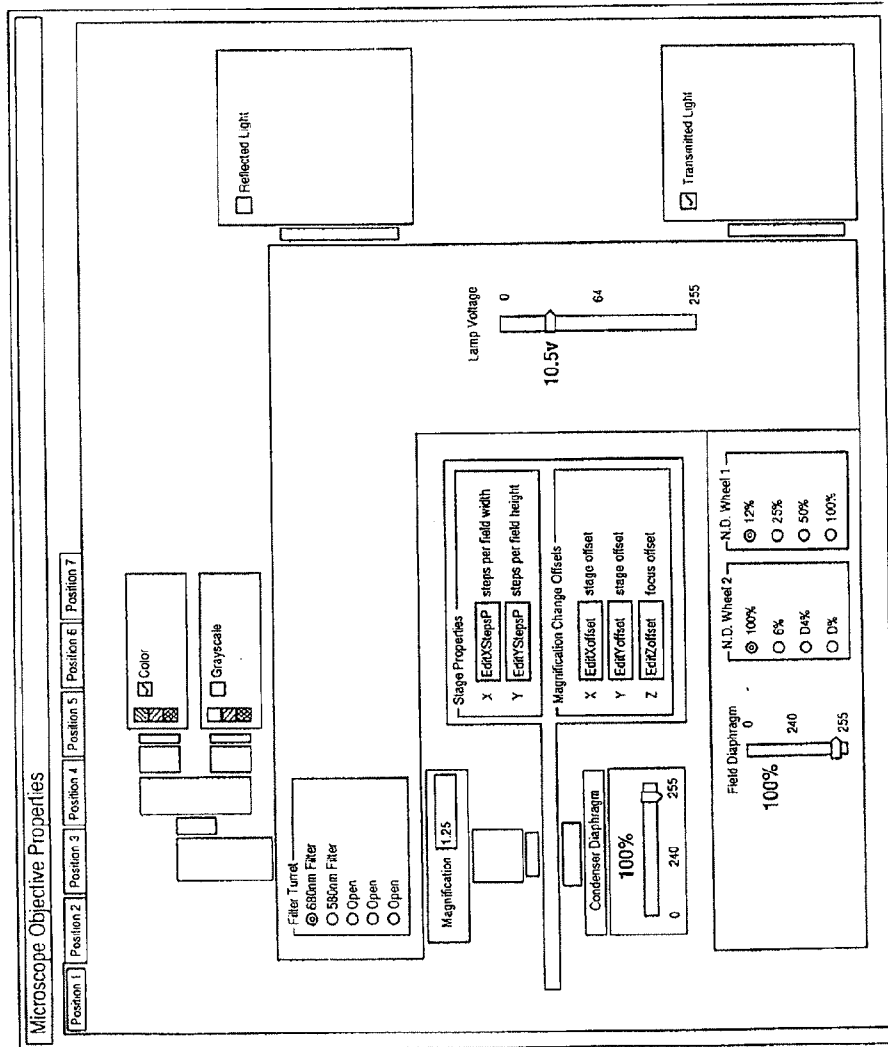 Microscope Objective Properties
Position 1 Position 2 Position 3 Position 4 Position 5 Position 6 Position 7
Color
Grayscale
Reflected Light
Filter Turret
680nm Filter
580nm Filter
Open
Open
Open
Magnification 1.25
Stage Properties
X EditXStepsP steps per field width
Y EditYStepsP steps per field height
Magnification Change Offsets
X EditXoffset stage offset
Y EditYoffset stage offset
Z EditZoffset focus offset
Lamp Voltage
10.5v
0
64
255
Condenser Diaphragm
100%
0 240 255
Transmitted Light
Field Diaphragm
100%
0
240
255
N.D. Wheel 2
100%
6%
D4%
D%
N.D. Wheel 1
12%
25%
50%
100%